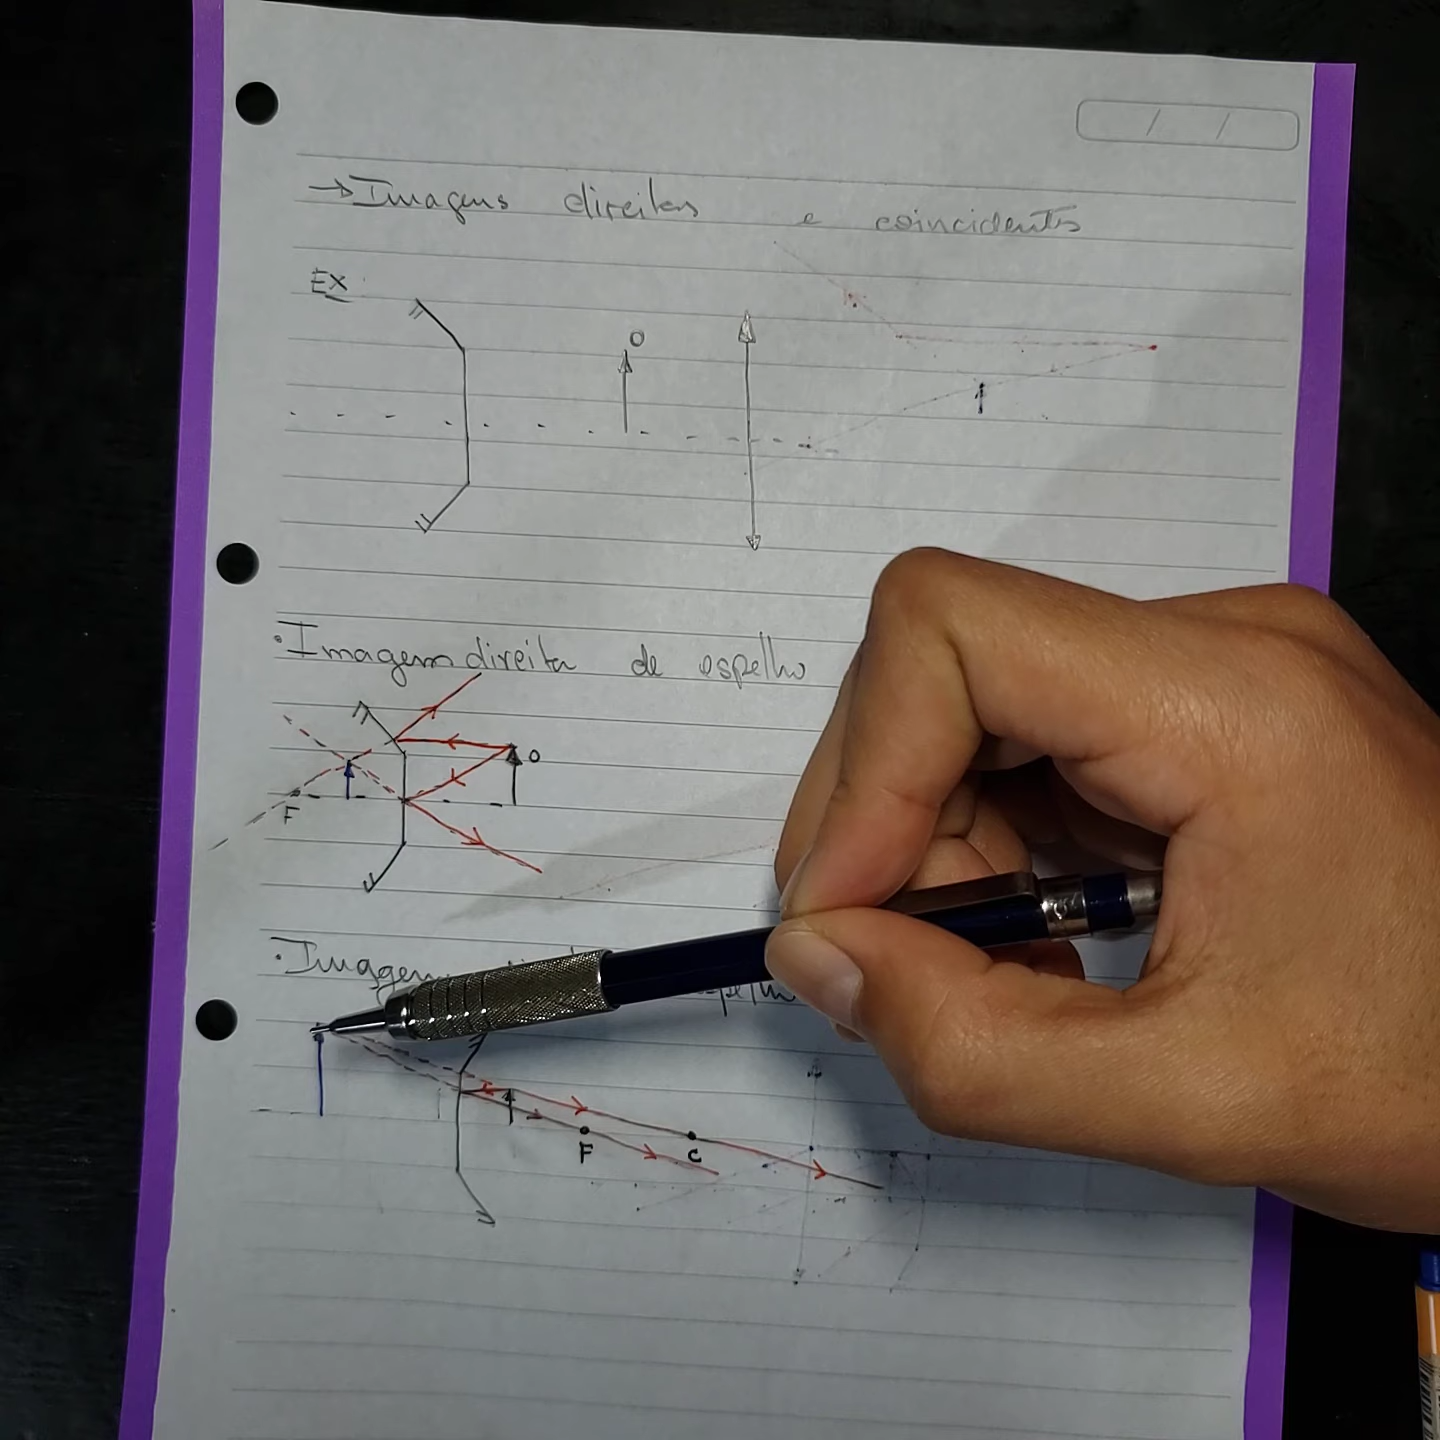 →Imagens direitas e coincidentes
Ex
O
·Imagem direita de espelho
O
F
·Imagem
F
C